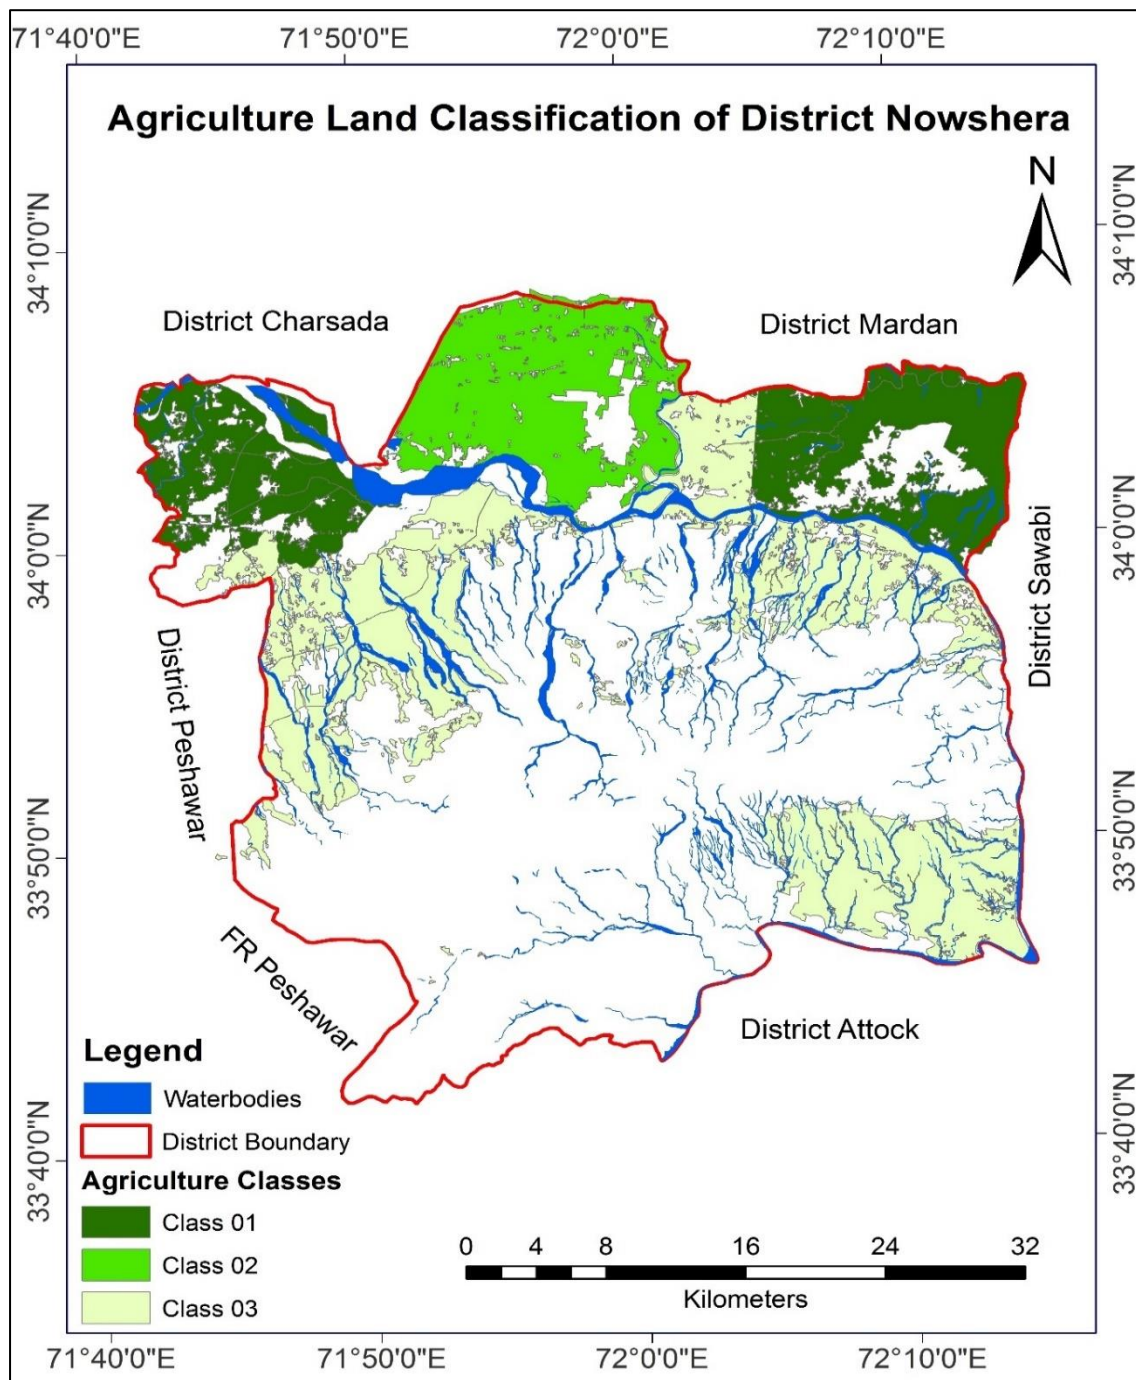 71°40'0"E 71°50'0"E 72°0'0"E 72°10'0"E
Agriculture Land Classification of District Nowshera
N
34°10'0"N
34°10'0"N
District Charsada
District Mardan
34°0'0"N
34°0'0"N
District Sawabi
District Peshawar
33°50'0"N
33°50'0"N
FR Peshawar
District Attock
Legend
Waterbodies
District Boundary
Agriculture Classes
Class 01
Class 02
Class 03
33°40'0"N
33°40'0"N
0 4 8 16 24 32
Kilometers
71°40'0"E 71°50'0"E 72°0'0"E 72°10'0"E